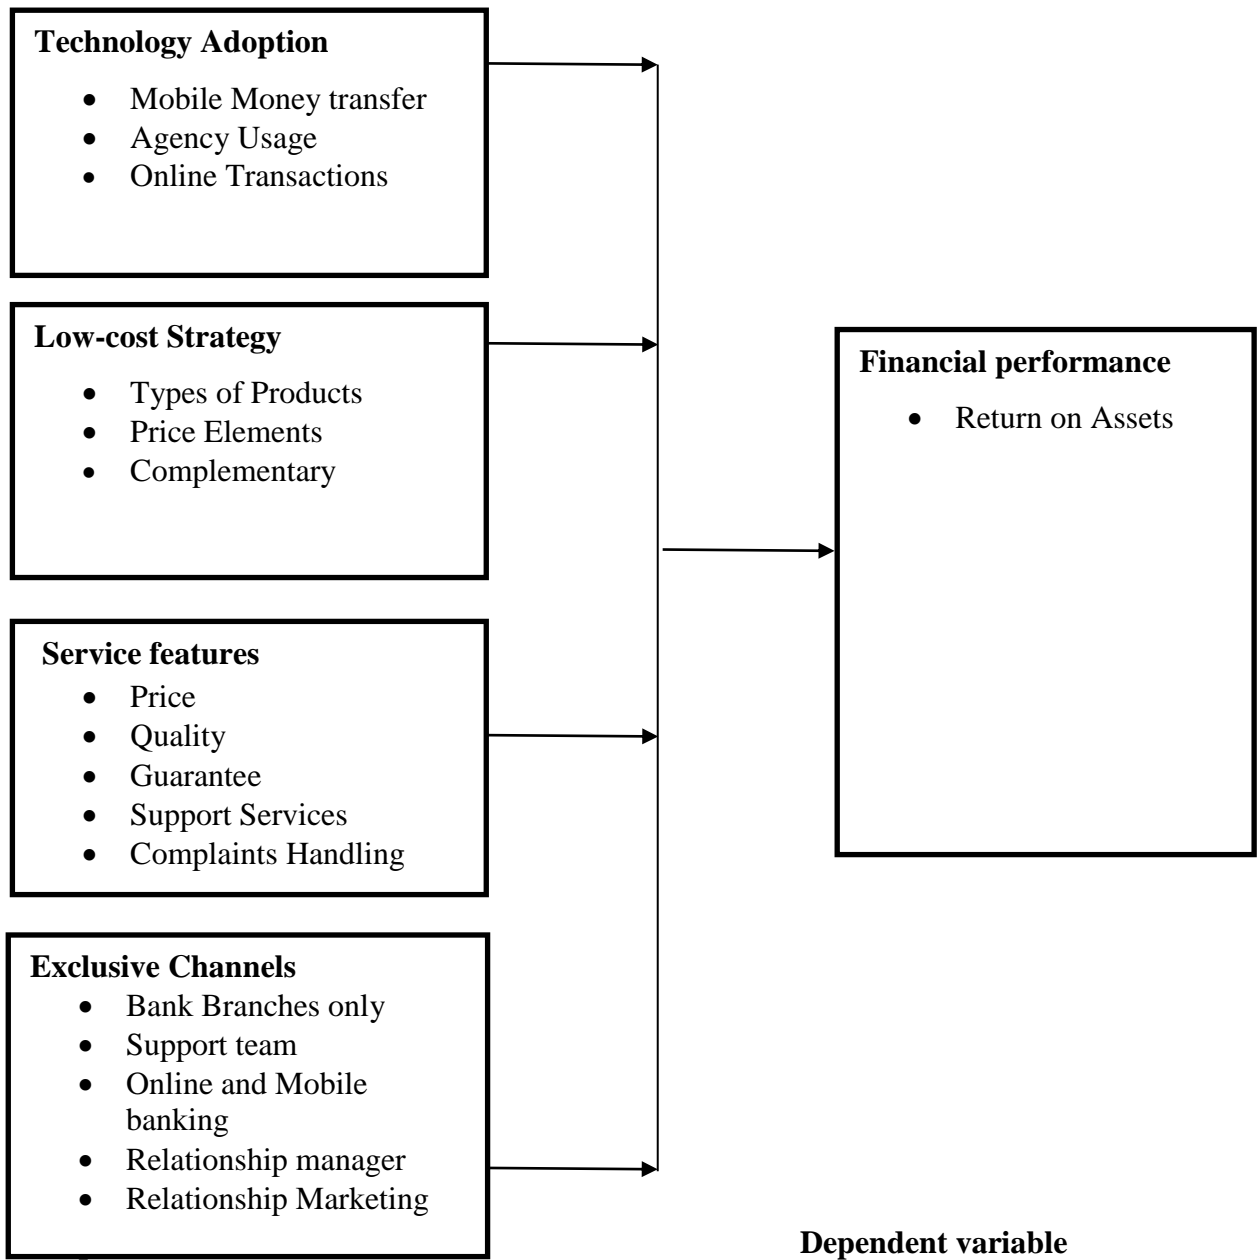 Technology Adoption
• Mobile Money transfer
• Agency Usage
• Online Transactions
Low-cost Strategy
• Types of Products
• Price Elements
• Complementary
Service features
• Price
• Quality
• Guarantee
• Support Services
• Complaints Handling
Exclusive Channels
• Bank Branches only
• Support team
• Online and Mobile
banking
• Relationship manager
• Relationship Marketing
Financial performance
• Return on Assets
Dependent variable